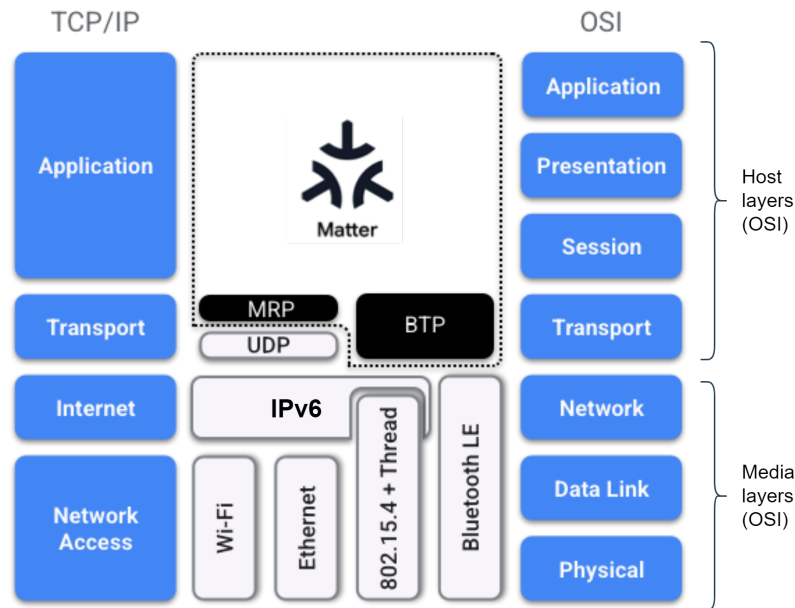 TCP/IP
OSI
Application
Matter
Application
Presentation
Session
Host
layers
(OSI)
Transport
MRP
UDP
BTP
Transport
Internet
IPv6
Network
Network
Access
Wi-Fi
Ethernet
802.15.4 + Thread
Bluetooth LE
Data Link
Physical
Media
layers
(OSI)